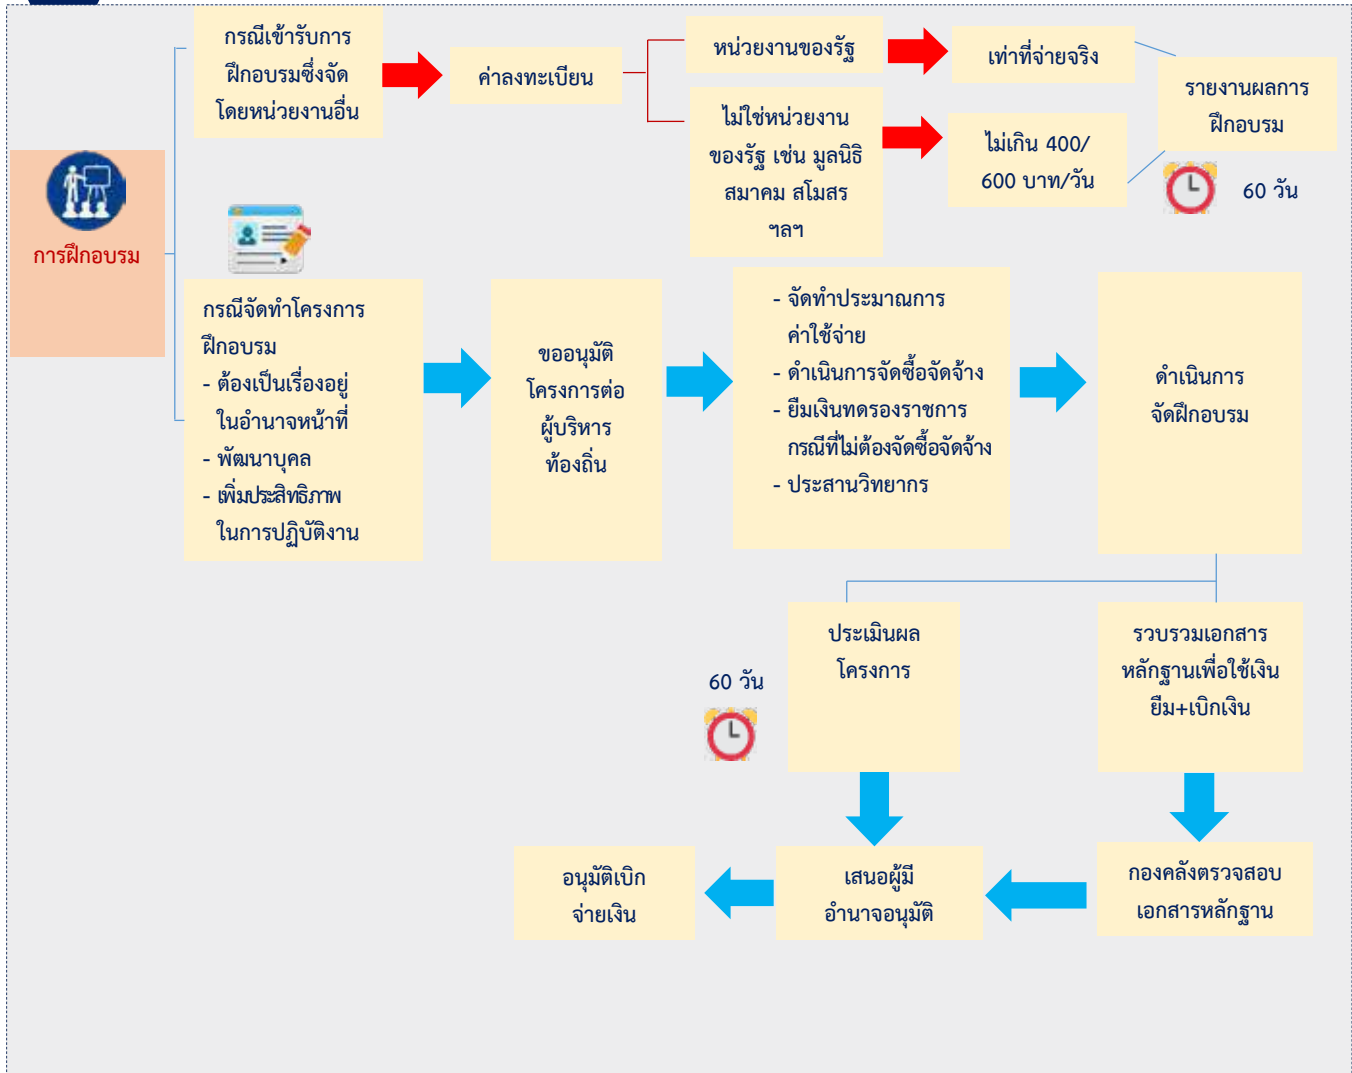 การฝึกอบรม
กรณีเข้ารับการ
ฝึกอบรมซึ่งจัด
โดยหน่วยงานอื่น
ค่าลงทะเบียน
หน่วยงานของรัฐ
เท่าที่จ่ายจริง
ไม่ใช่หน่วยงาน
ของรัฐ เช่น มูลนิธิ
สมาคม สโมสร
ฯลฯ
ไม่เกิน 400/
600 บาท/วัน
รายงานผลการ
ฝึกอบรม
60 วัน
กรณีจัดทำโครงการ
ฝึกอบรม
- ต้องเป็นเรื่องอยู่
ในอำนาจหน้าที่
- พัฒนาบุคล
- เพิ่มประสิทธิภาพ
ในการปฏิบัติงาน
ขออนุมัติ
โครงการต่อ
ผู้บริหาร
ท้องถิ่น
- จัดทำประมาณการ
ค่าใช้จ่าย
- ดำเนินการจัดซื้อจัดจ้าง
- ยืมเงินทดรองราชการ
กรณีที่ไม่ต้องจัดซื้อจัดจ้าง
- ประสานวิทยากร
ดำเนินการ
จัดฝึกอบรม
ประเมินผล
โครงการ
60 วัน
รวบรวมเอกสาร
หลักฐานเพื่อใช้เงิน
ยืม+เบิกเงิน
กองคลังตรวจสอบ
เอกสารหลักฐาน
เสนอผู้มี
อำนาจอนุมัติ
อนุมัติเบิก
จ่ายเงิน